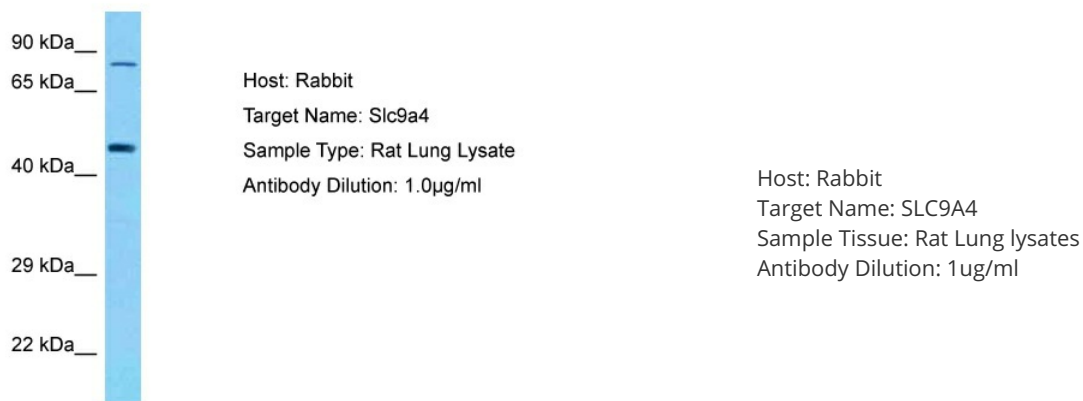 90 kDa__
65 kDa__
40 kDa__
29 kDa__
22 kDa__
Host: Rabbit
Target Name: Slc9a4
Sample Type: Rat Lung Lysate
Antibody Dilution: 1.0µg/ml
Host: Rabbit
Target Name: SLC9A4
Sample Tissue: Rat Lung lysates
Antibody Dilution: 1ug/ml